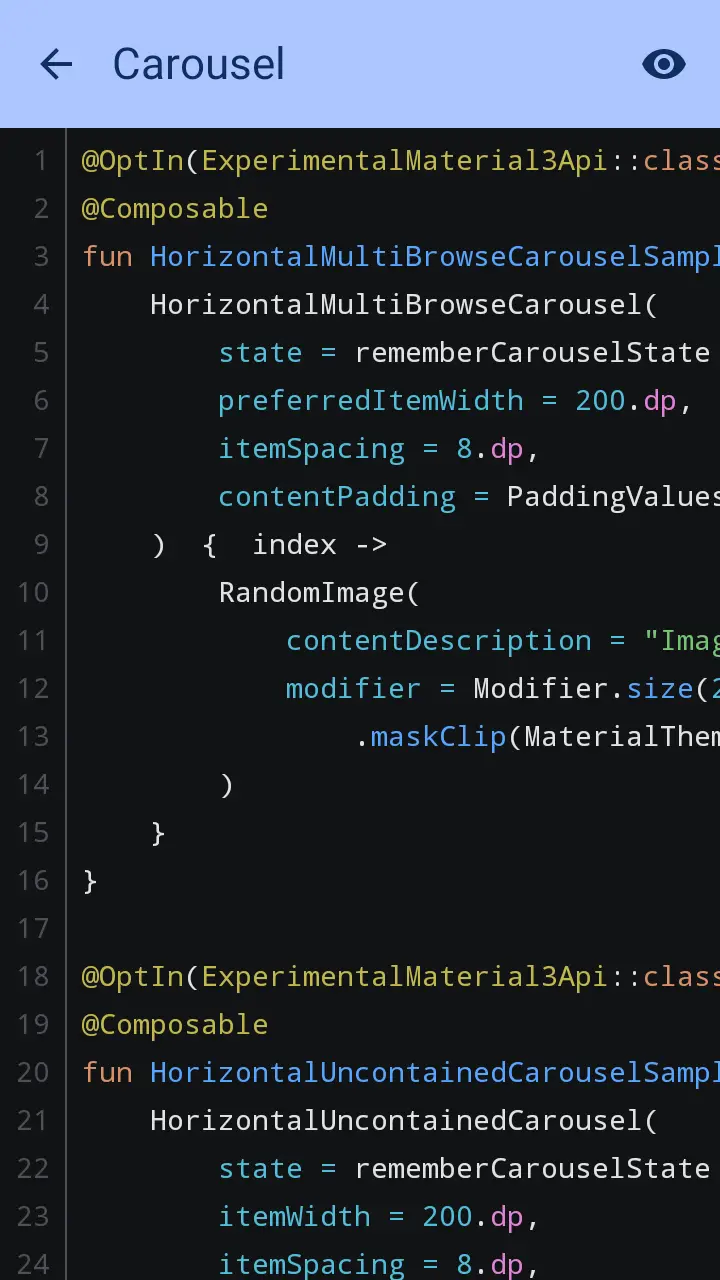 Carousel
1 @OptIn(ExperimentalMaterial3Api::class
2 @Composable
3 fun HorizontalMultiBrowseCarouselSampl
4 HorizontalMultiBrowseCarousel(
5 state = rememberCarouselState
6 preferredItemWidth = 200.dp,
7 itemSpacing = 8.dp,
8 contentPadding = PaddingValues
9 ) { index ->
10 RandomImage(
11 contentDescription = "Imag
12 modifier = Modifier.size(2
13 .maskClip(MaterialThem
14 )
15 }
16 }
17
18 @OptIn(ExperimentalMaterial3Api::class
19 @Composable
20 fun HorizontalUncontainedCarouselSampl
21 HorizontalUncontainedCarousel(
22 state = rememberCarouselState
23 itemWidth = 200.dp,
24 itemSpacing = 8.dp,